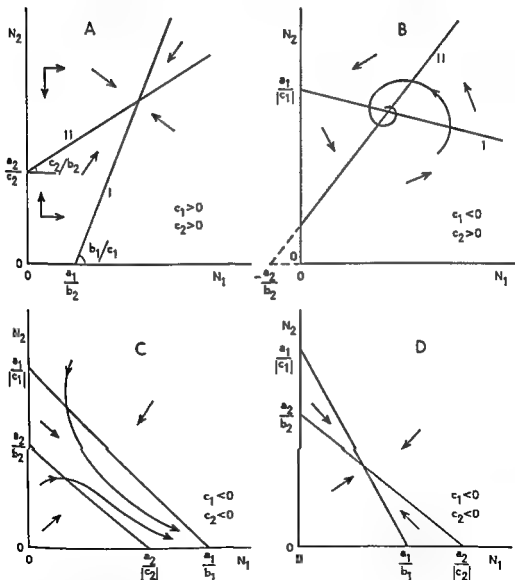 N₂
A
II
I
a₂/c₂
c₂/b₂
b₁/c₁
c₁>0
c₂>0
0
a₁/b₂
N₁
N₂
B
II
I
a₁/|c₁|
c₁<0
c₂>0
0
-a₂/b₂
0
N₁
N₂
C
a₁/|c₁|
a₂/b₂
c₁<0
c₂<0
0
a₂/|c₂|
a₁/b₁
N₁
N₂
D
a₁/|c₁|
a₂/b₂
c₁<0
c₂<0
0
a₁/b₁
a₂/|c₂|
N₁